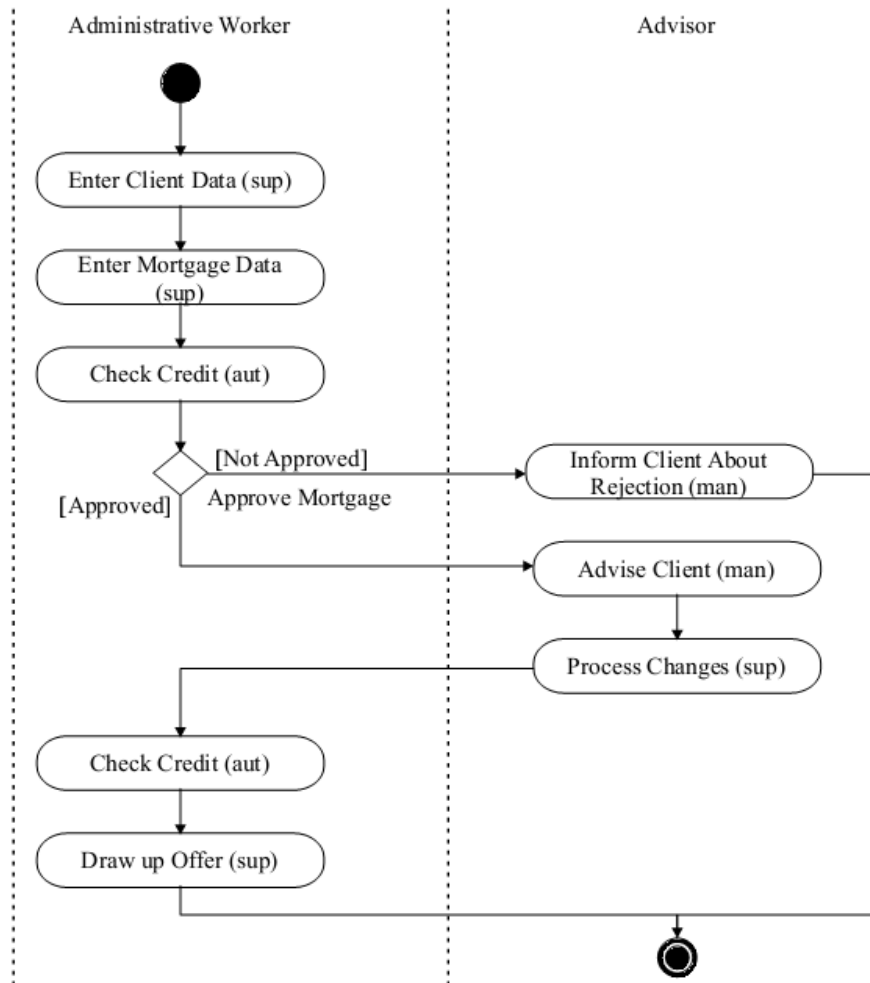 Administrative Worker
Advisor
Enter Client Data (sup)
Enter Mortgage Data
(sup)
Check Credit (aut)
[Not Approved]
Approve Mortgage
[Approved]
Inform Client About
Rejection (man)
Advise Client (man)
Process Changes (sup)
Check Credit (aut)
Draw up Offer (sup)